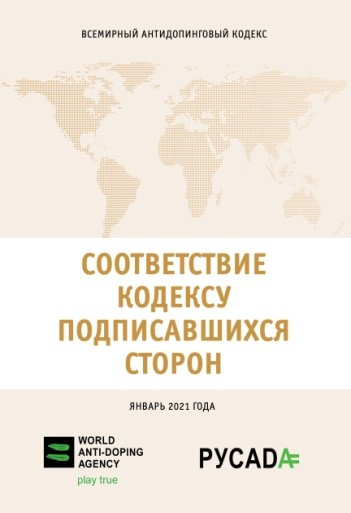 ВСЕМИРНЫЙ АНТИДОПИНГОВЫЙ КОДЕКС
СООТВЕТСТВИЕ
КОДЕКСУ
ПОДПИСАВШИХСЯ
СТОРОН
ЯНВАРЬ 2021 ГОДА
WORLD
ANTI-DOPING
AGENCY
play true
РУСАДА